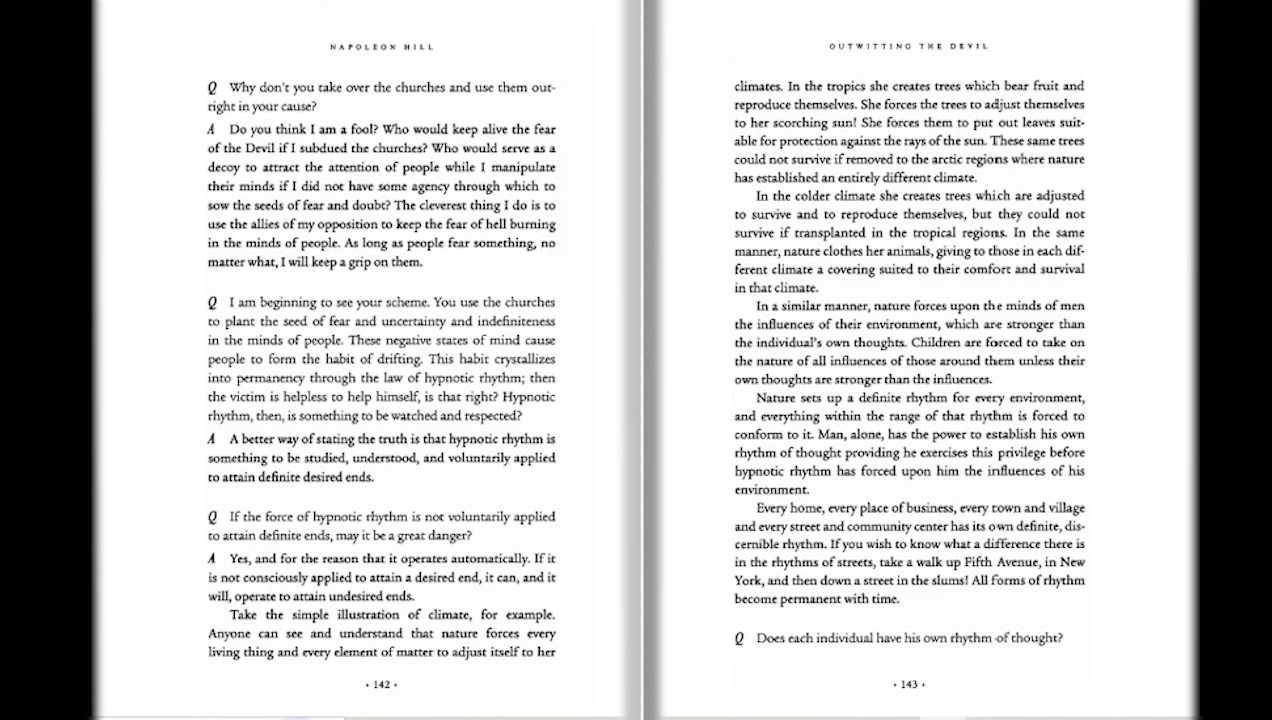 NAPOLEON HILL
Q Why don't you take over the churches and use them out-
right in your cause?
A Do you think I am a fool? Who would keep alive the fear
of the Devil if I subdued the churches? Who would serve as a
decoy to attract the attention of people while I manipulate
their minds if I did not have some agency through which to
sow the seeds of fear and doubt? The cleverest thing I do is to
use the allies of my opposition to keep the fear of hell burning
in the minds of people. As long as people fear something, no
matter what, I will keep a grip on them.
Q I am beginning to see your scheme. You use the churches
to plant the seed of fear and uncertainty and indefiniteness
in the minds of people. These negative states of mind cause
people to form the habit of drifting. This habit crystallizes
into permanency through the law of hypnotic rhythm; then
the victim is helpless to help himself, is that right? Hypnotic
rhythm, then, is something to be watched and respected?
A A better way of stating the truth is that hypnotic rhythm is
something to be studied, understood, and voluntarily applied
to attain definite desired ends.
Q If the force of hypnotic rhythm is not voluntarily applied
to attain definite ends, may it be a great danger?
A Yes, and for the reason that it operates automatically. If it
is not consciously applied to attain a desired end, it can, and it
will, operate to attain undesired ends.
Take the simple illustration of climate, for example.
Anyone can see and understand that nature forces every
living thing and every element of matter to adjust itself to her
• 142 •
OUTWITTING THE DEVIL
climates. In the tropics she creates trees which bear fruit and
reproduce themselves. She forces the trees to adjust themselves
to her scorching sun! She forces them to put out leaves suit-
able for protection against the rays of the sun. These same trees
could not survive if removed to the arctic regions where nature
has established an entirely different climate.
In the colder climate she creates trees which are adjusted
to survive and to reproduce themselves, but they could not
survive if transplanted in the tropical regions. In the same
manner, nature clothes her animals, giving to those in each dif-
ferent climate a covering suited to their comfort and survival
in that climate.
In a similar manner, nature forces upon the minds of men
the influences of their environment, which are stronger than
the individual's own thoughts. Children are forced to take on
the nature of all influences of those around them unless their
own thoughts are stronger than the influences.
Nature sets up a definite rhythm for every environment,
and everything within the range of that rhythm is forced to
conform to it. Man, alone, has the power to establish his own
rhythm of thought providing he exercises this privilege before
hypnotic rhythm has forced upon him the influences of his
environment.
Every home, every place of business, every town and village
and every street and community center has its own definite, dis-
cernible rhythm. If you wish to know what a difference there is
in the rhythms of streets, take a walk up Fifth Avenue, in New
York, and then down a street in the slums! All forms of rhythm
become permanent with time.
Q Does each individual have his own rhythm of thought?
• 143 •